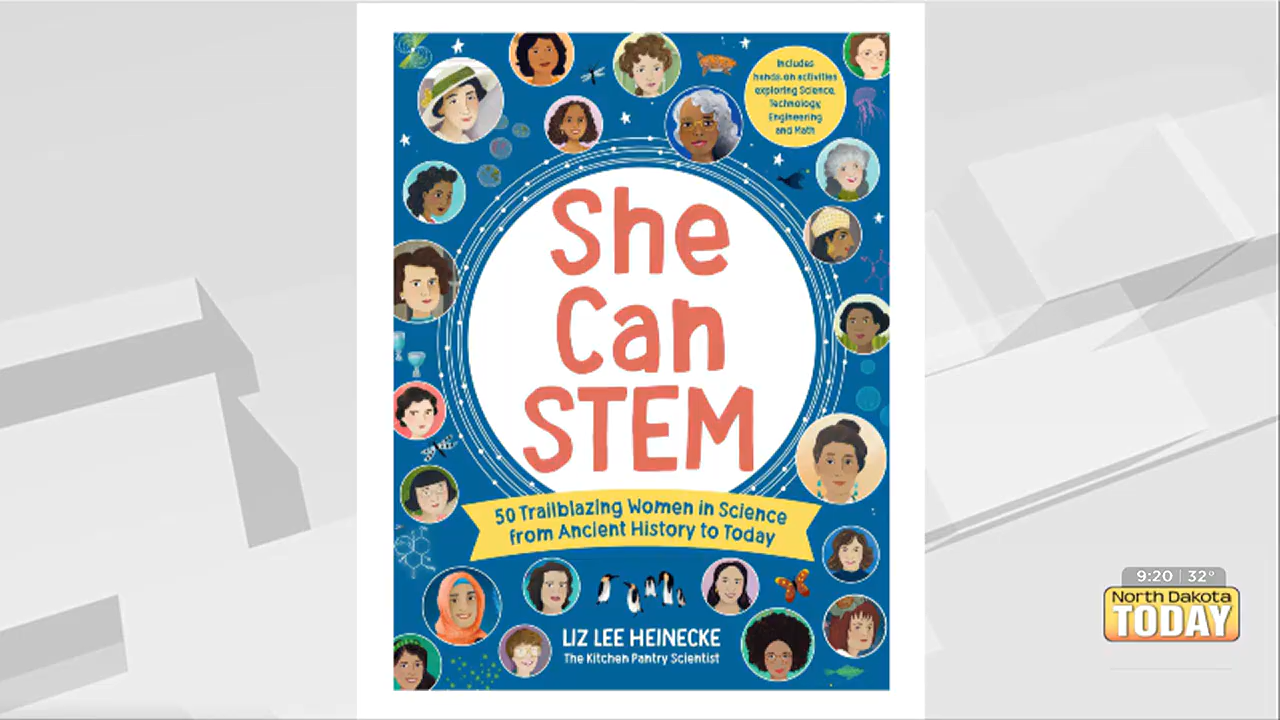 Includes
hands-on activities
exploring Science,
Technology,
Engineering
and Math
She
Can
STEM
50 Trailblazing Women in Science
from Ancient History to Today
LIZ LEE HEINECKE
The Kitchen Pantry Scientist
9:20 | 32°
North Dakota
TODAY